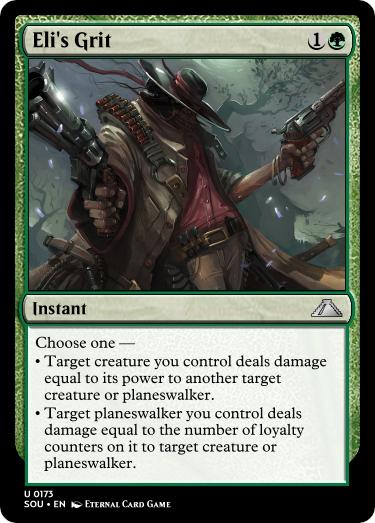 Eli's Grit 1
Instant
Choose one —
• Target creature you control deals damage
equal to its power to another target
creature or planeswalker.
• Target planeswalker you control deals
damage equal to the number of loyalty
counters on it to target creature or
planeswalker.
U 0173
SOU • EN Eternal Card Game